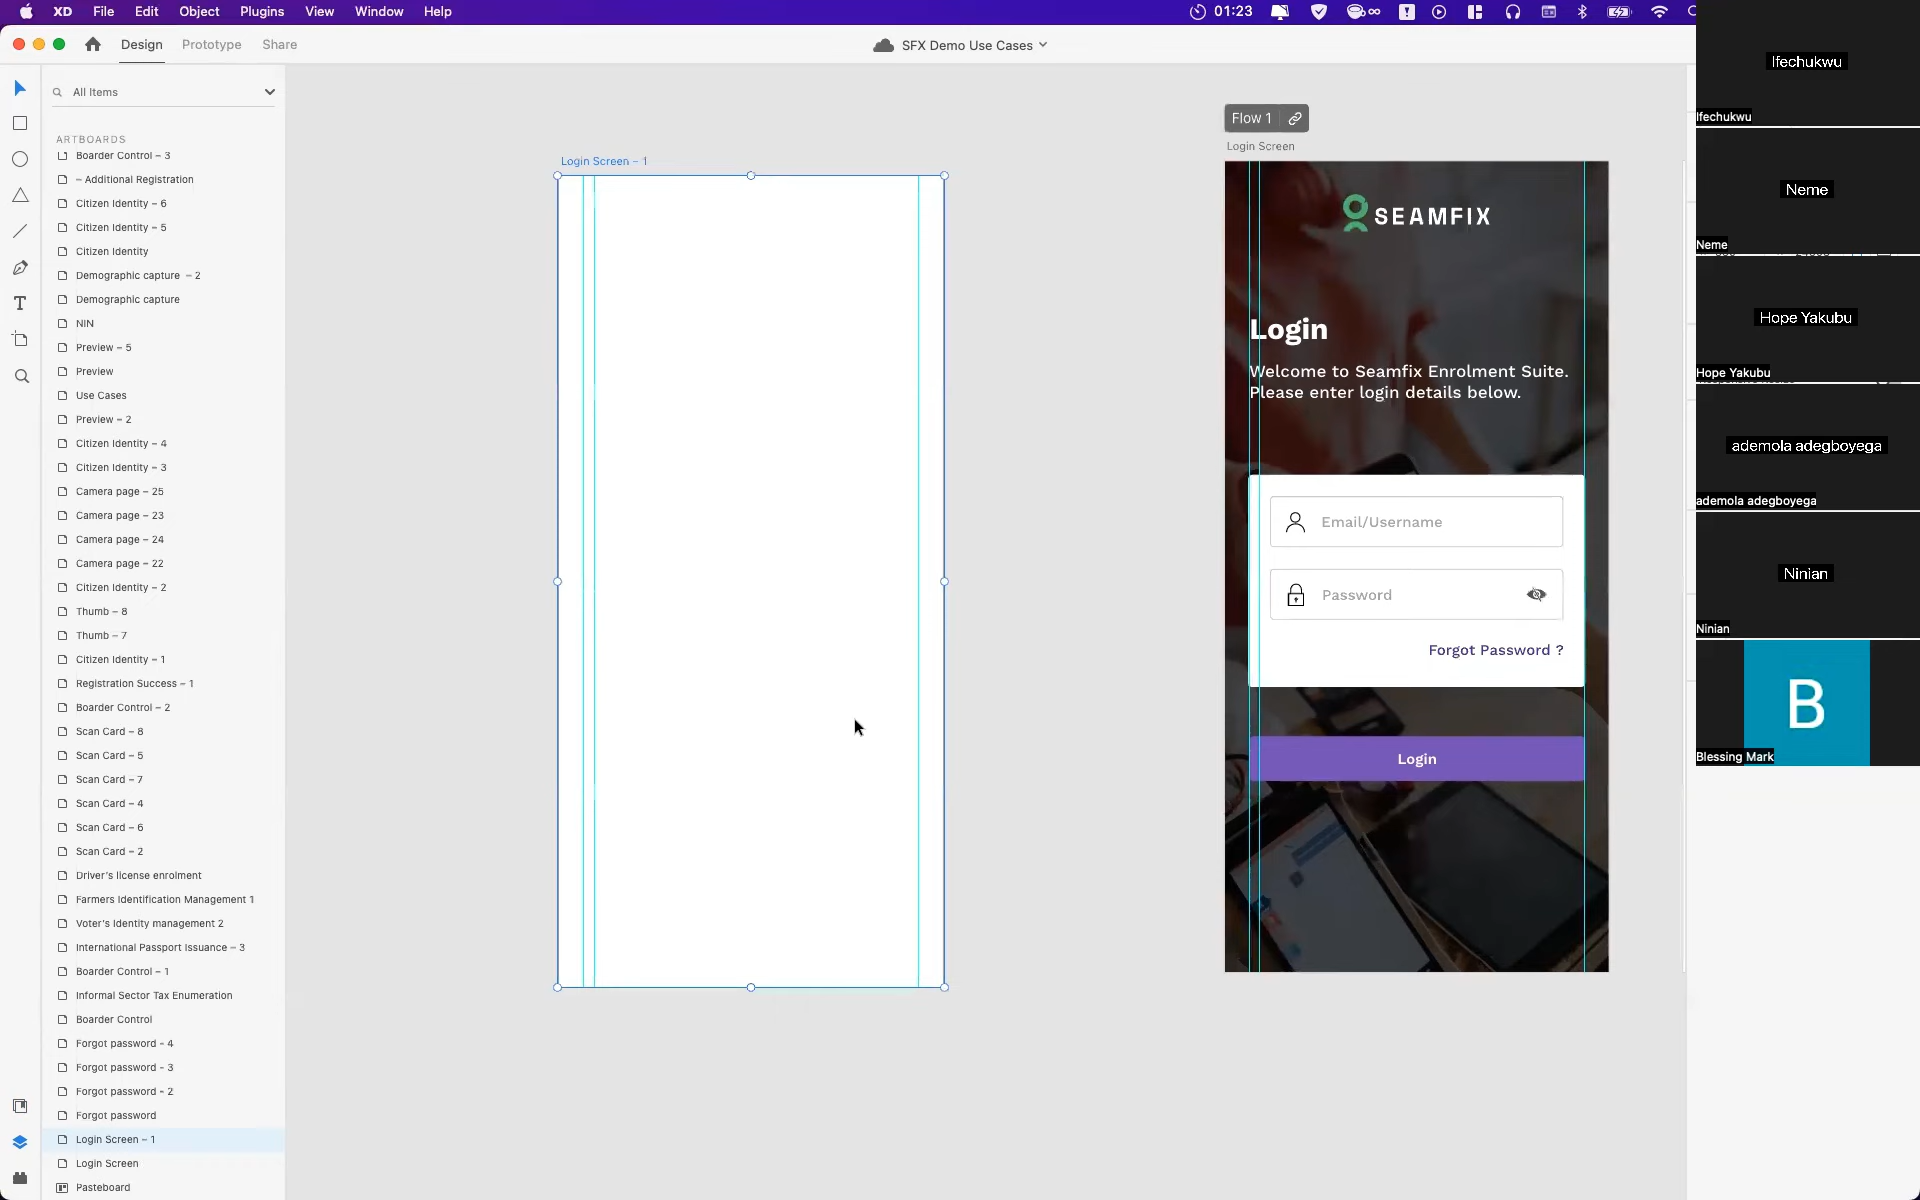 XD File Edit Object Plugins View Window Help
01:23
Design Prototype Share
SFX Demo Use Cases
All Items
ARTBOARDS
Boarder Control – 3
– Additional Registration
Citizen Identity – 6
Citizen Identity – 5
Citizen Identity
Demographic capture – 2
Demographic capture
NIN
Preview – 5
Preview
Use Cases
Preview – 2
Citizen Identity – 4
Citizen Identity – 3
Camera page – 25
Camera page – 23
Camera page – 24
Camera page – 22
Citizen Identity – 2
Thumb – 8
Thumb – 7
Citizen Identity – 1
Registration Success – 1
Boarder Control – 2
Scan Card – 8
Scan Card – 5
Scan Card – 7
Scan Card – 4
Scan Card – 6
Scan Card – 2
Driver's license enrolment
Farmers Identification Management 1
Voter's Identity management 2
International Passport Issuance – 3
Boarder Control – 1
Informal Sector Tax Enumeration
Boarder Control
Forgot password - 4
Forgot password - 3
Forgot password - 2
Forgot password
Login Screen – 1
Login Screen
Pasteboard
Login Screen – 1
Flow 1
Login Screen
SEAMFIX
Login
Welcome to Seamfix Enrolment Suite.
Please enter login details below.
Email/Username
Password
Forgot Password ?
Login
Ifechukwu
Ifechukwu
Neme
Neme
Hope Yakubu
Hope Yakubu
ademola adegboyega
ademola adegboyega
Ninian
Ninian
B
Blessing Mark